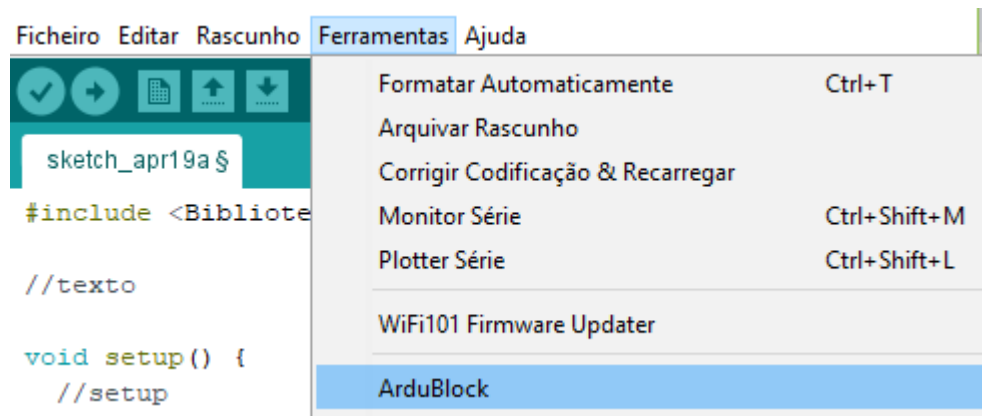 Ficheiro Editar Rascunho Ferramentas Ajuda
Formatar Automaticamente Ctrl+T
Arquivar Rascunho
Corrigir Codificação & Recarregar
Monitor Série Ctrl+Shift+M
Plotter Série Ctrl+Shift+L
WiFi101 Firmware Updater
ArduBlock
sketch_apr19a §
#include <Bibliote
//texto
void setup() {
//setup